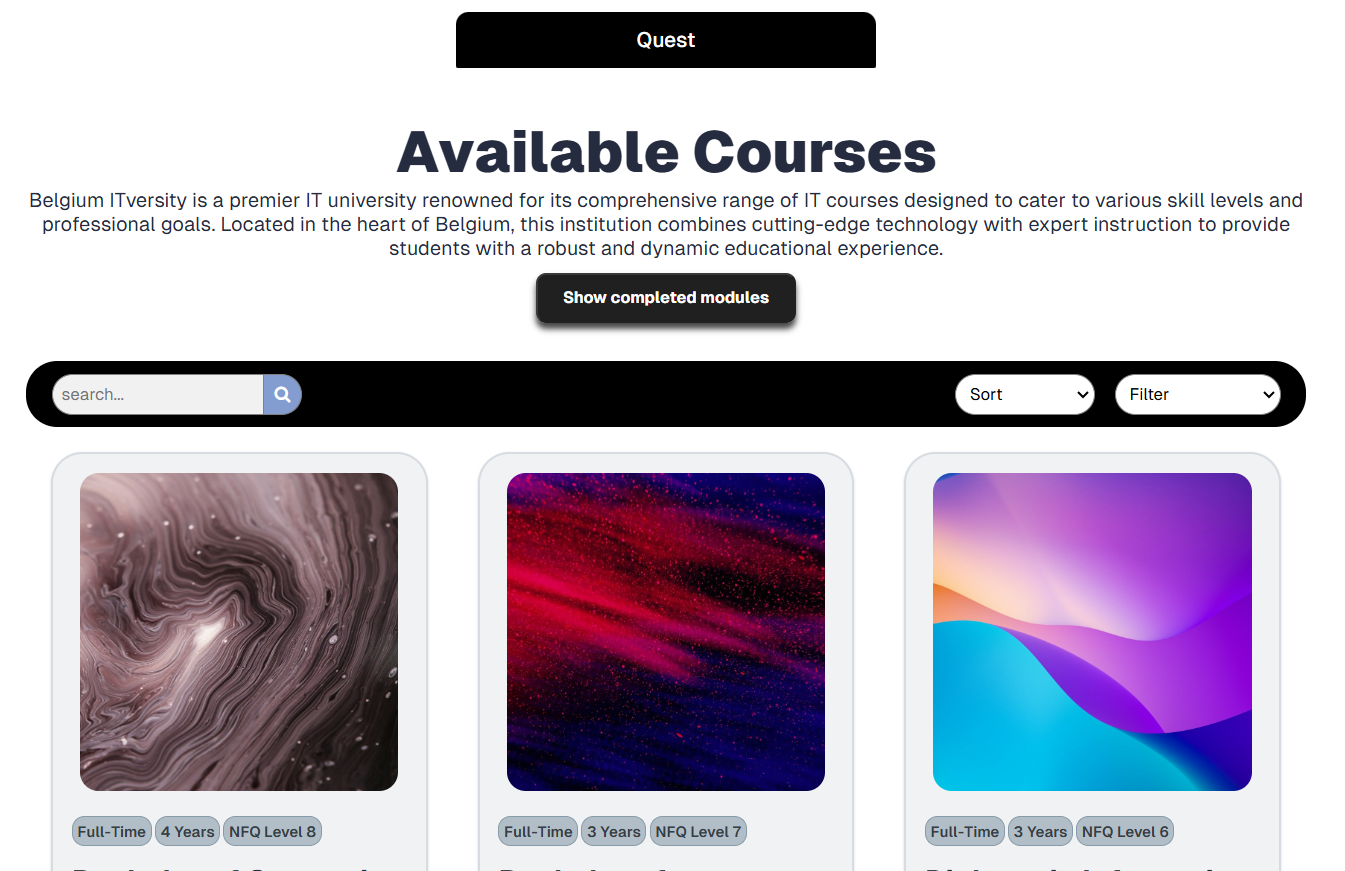 Quest
Available Courses
Belgium ITversity is a premier IT university renowned for its comprehensive range of IT courses designed to cater to various skill levels and
professional goals. Located in the heart of Belgium, this institution combines cutting-edge technology with expert instruction to provide
students with a robust and dynamic educational experience.
Show completed modules
search...
Sort
Filter
Full-Time 4 Years NFQ Level 8
Full-Time 3 Years NFQ Level 7
Full-Time 3 Years NFQ Level 6